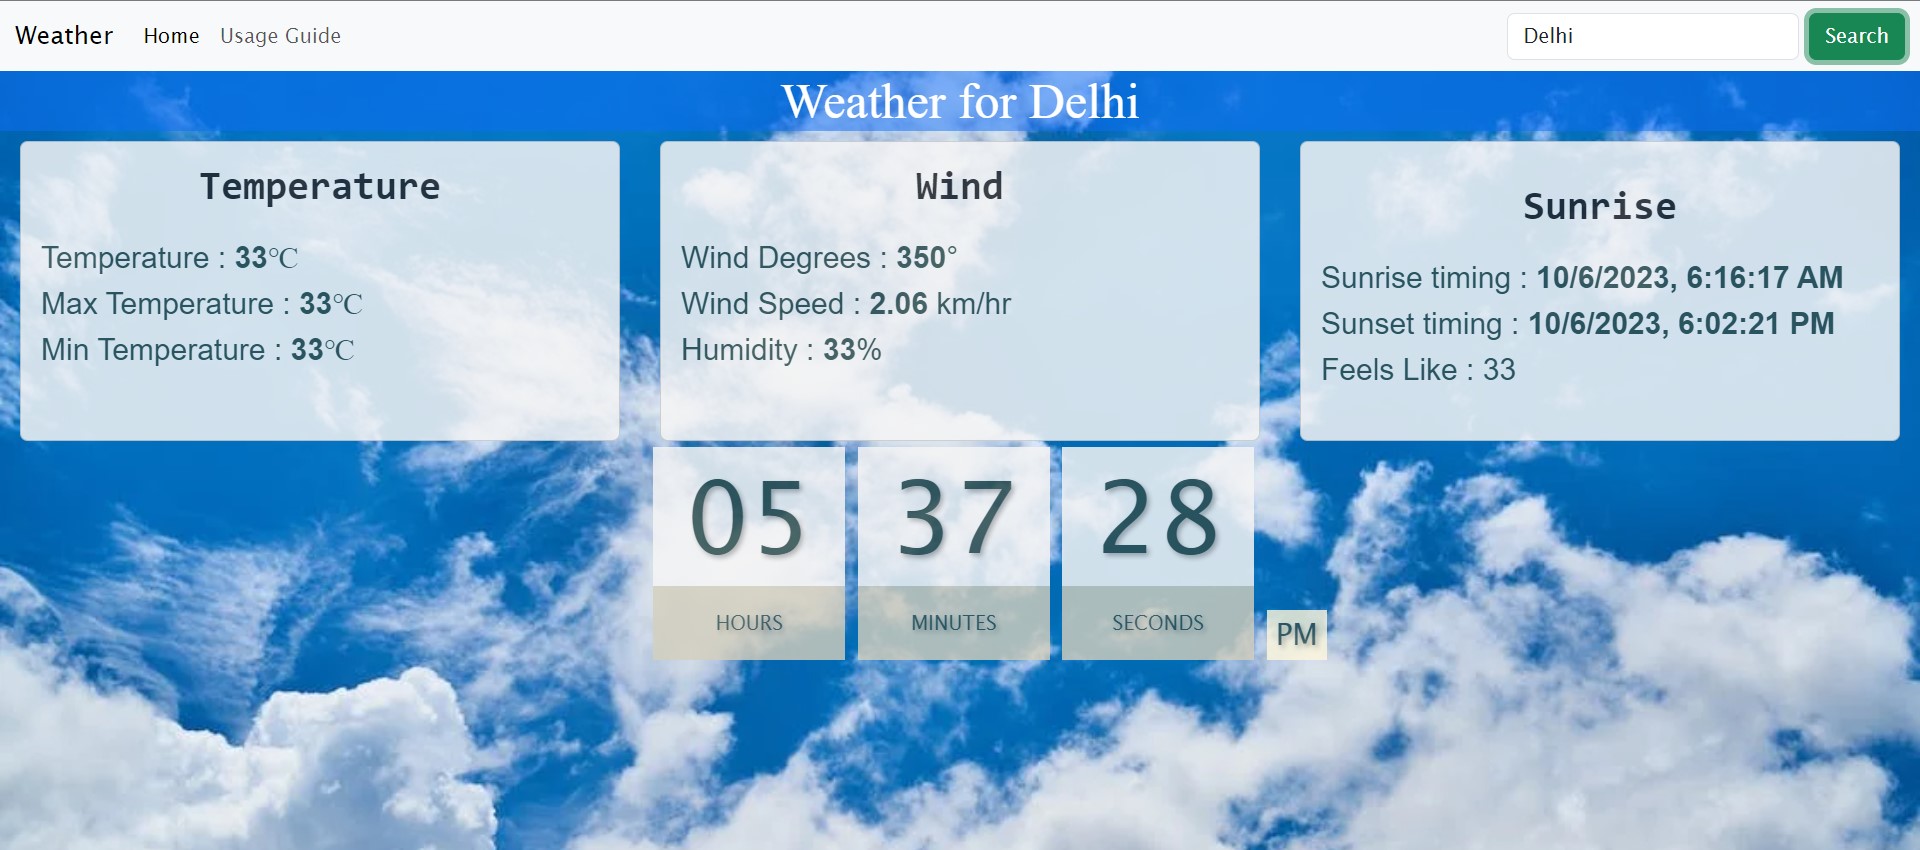 Weather Home Usage Guide Delhi Search
Weather for Delhi
Temperature
Temperature : 33℃
Max Temperature : 33℃
Min Temperature : 33℃
Wind
Wind Degrees : 350°
Wind Speed : 2.06 km/hr
Humidity : 33%
Sunrise
Sunrise timing : 10/6/2023, 6:16:17 AM
Sunset timing : 10/6/2023, 6:02:21 PM
Feels Like : 33
05 37 28
HOURS MINUTES SECONDS PM